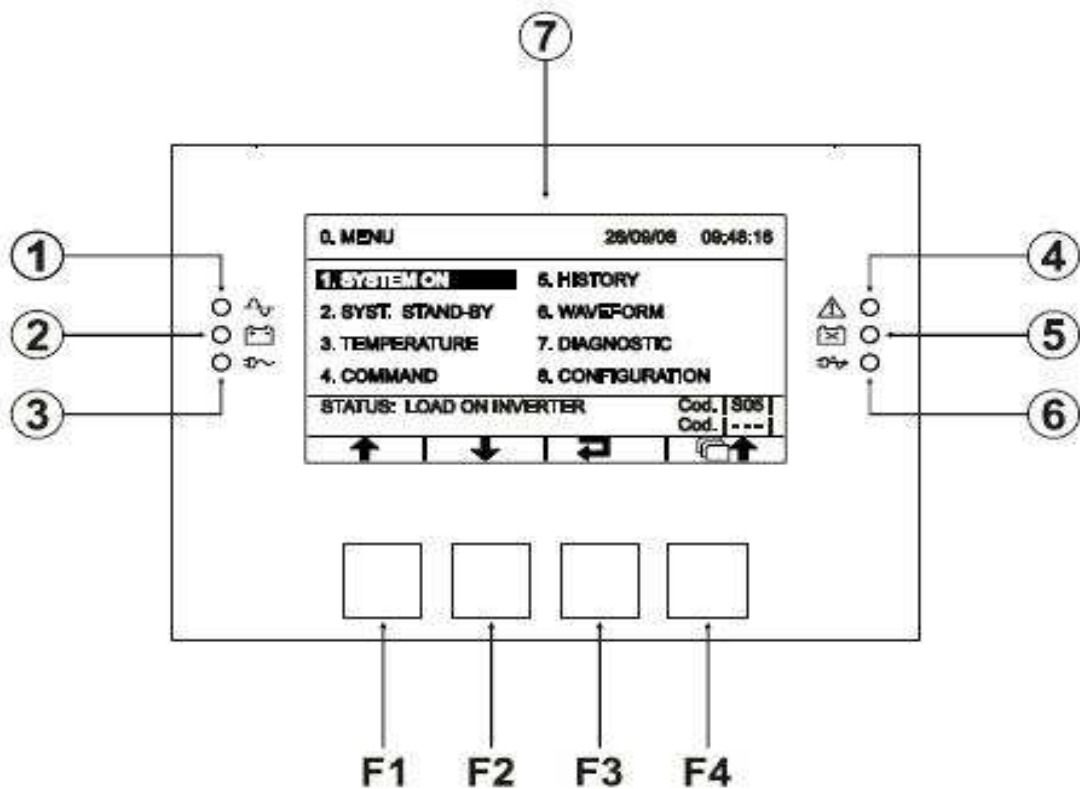 7
0. MENU 26/09/06 09:48:16
1. SYSTEM ON 5. HISTORY
2. SYST. STAND-BY 6. WAVEFORM
3. TEMPERATURE 7. DIAGNOSTIC
4. COMMAND 8. CONFIGURATION
STATUS: LOAD ON INVERTER Cod. S05
Cod. ---
1
2
3
4
5
6
F1 F2 F3 F4